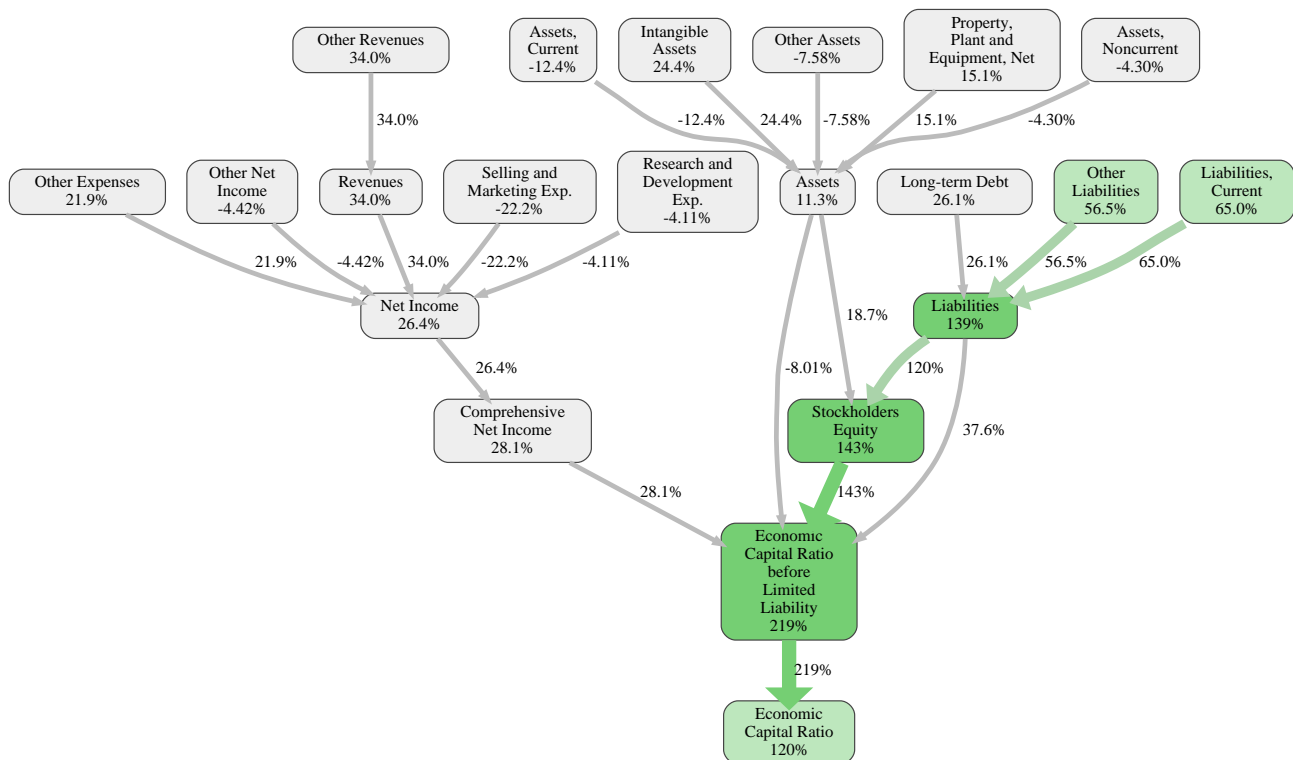 Other Revenues
34.0%
Assets,
Current
-12.4%
Intangible
Assets
24.4%
Other Assets
-7.58%
Property,
Plant and
Equipment, Net
15.1%
Assets,
Noncurrent
-4.30%
34.0%
-12.4%
24.4%
-7.58%
15.1%
-4.30%
Other Expenses
21.9%
Other Net
Income
-4.42%
Revenues
34.0%
Selling and
Marketing Exp.
-22.2%
Research and
Development
Exp.
-4.11%
Assets
11.3%
Long-term Debt
26.1%
Other
Liabilities
56.5%
Liabilities,
Current
65.0%
21.9%
-4.42%
34.0%
-22.2%
-4.11%
26.1%
56.5%
65.0%
Net Income
26.4%
18.7%
Liabilities
139%
26.4%
-8.01%
120%
Comprehensive
Net Income
28.1%
Stockholders
Equity
143%
37.6%
28.1%
143%
Economic
Capital Ratio
before
Limited
Liability
219%
219%
Economic
Capital Ratio
120%